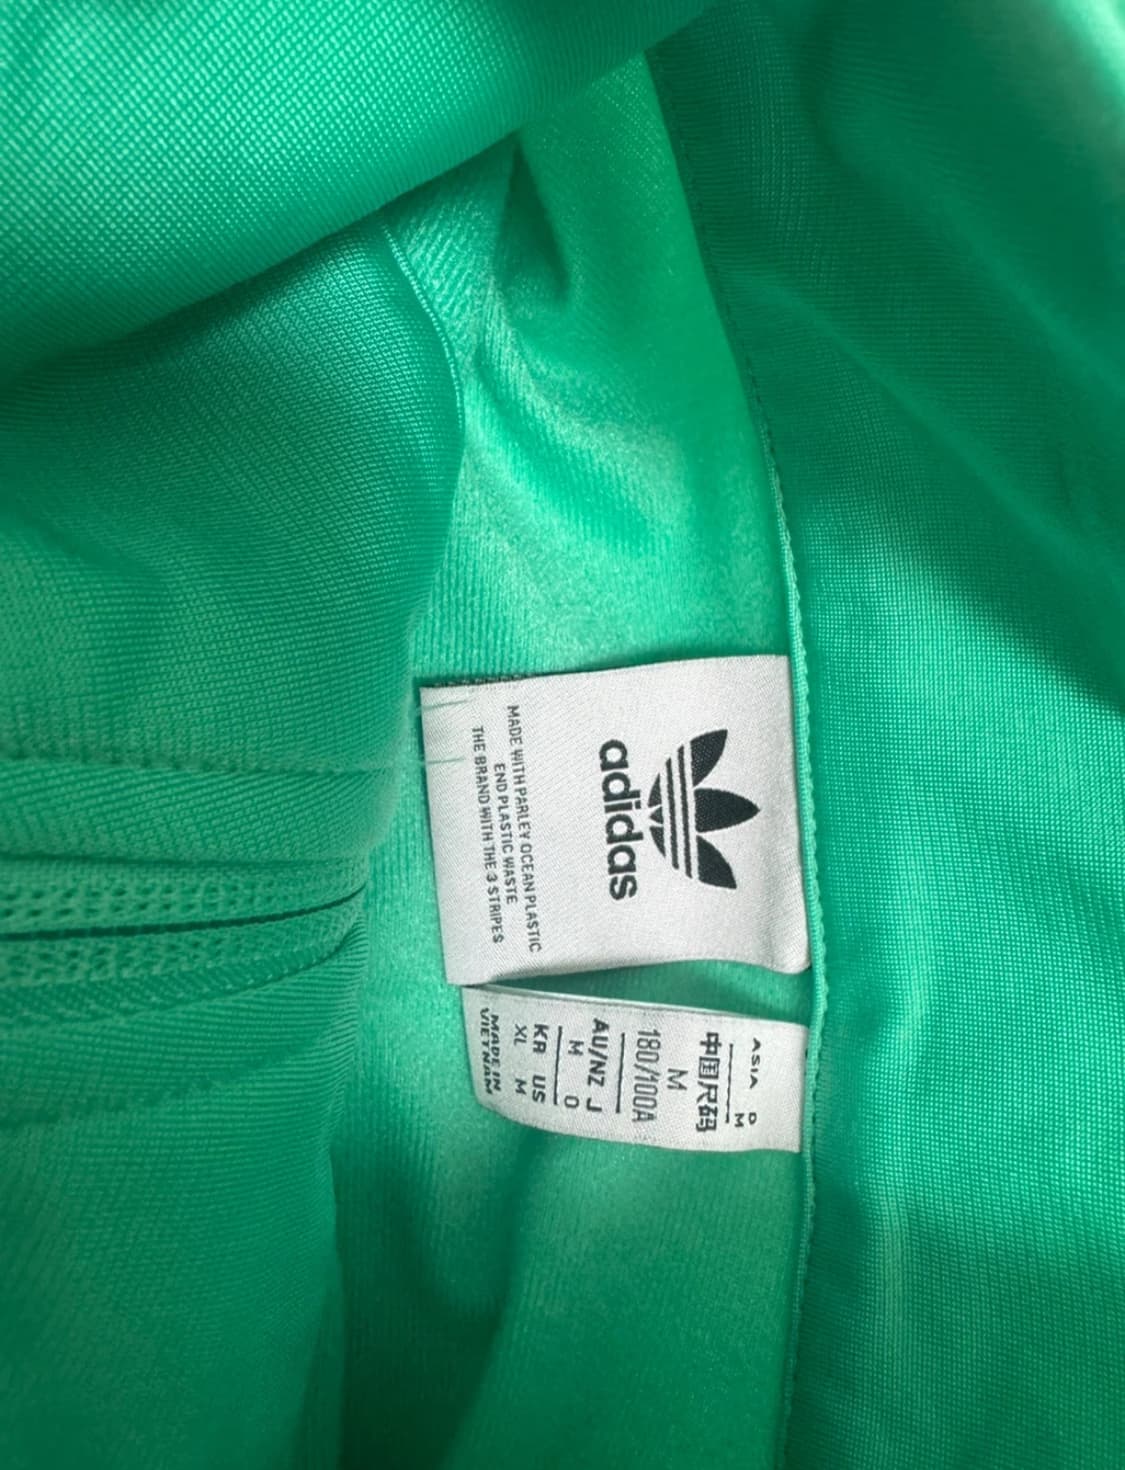 adidas
MADE WITH PARLEY OCEAN PLASTIC
END PLASTIC WASTE
THE BRAND WITH THE 3 STRIPES
ASIA D
M
中国尺码
M
180/100A
AU/NZ J
M O
KR US
XL M
MADE IN
VIETNAM